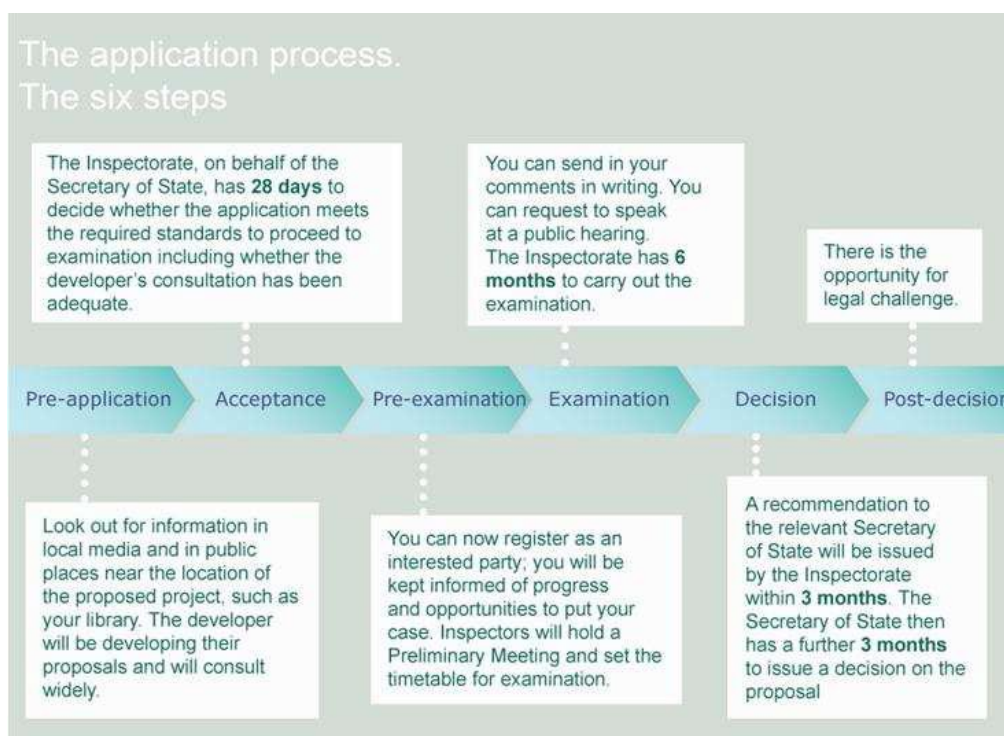 The application process.
The six steps
The Inspectorate, on behalf of the
Secretary of State, has 28 days to
decide whether the application meets
the required standards to proceed to
examination including whether the
developer's consultation has been
adequate.
You can send in your
comments in writing. You
can request to speak
at a public hearing.
The Inspectorate has 6
months to carry out the
examination.
There is the
opportunity for
legal challenge.
Pre-application
Acceptance
Pre-examination
Examination
Decision
Post-decision
Look out for information in
local media and in public
places near the location of
the proposed project, such as
your library. The developer
will be developing their
proposals and will consult
widely.
You can now register as an
interested party; you will be
kept informed of progress
and opportunities to put your
case. Inspectors will hold a
Preliminary Meeting and set the
timetable for examination.
A recommendation to
the relevant Secretary
of State will be issued
by the Inspectorate
within 3 months. The
Secretary of State then
has a further 3 months
to issue a decision on the
proposal